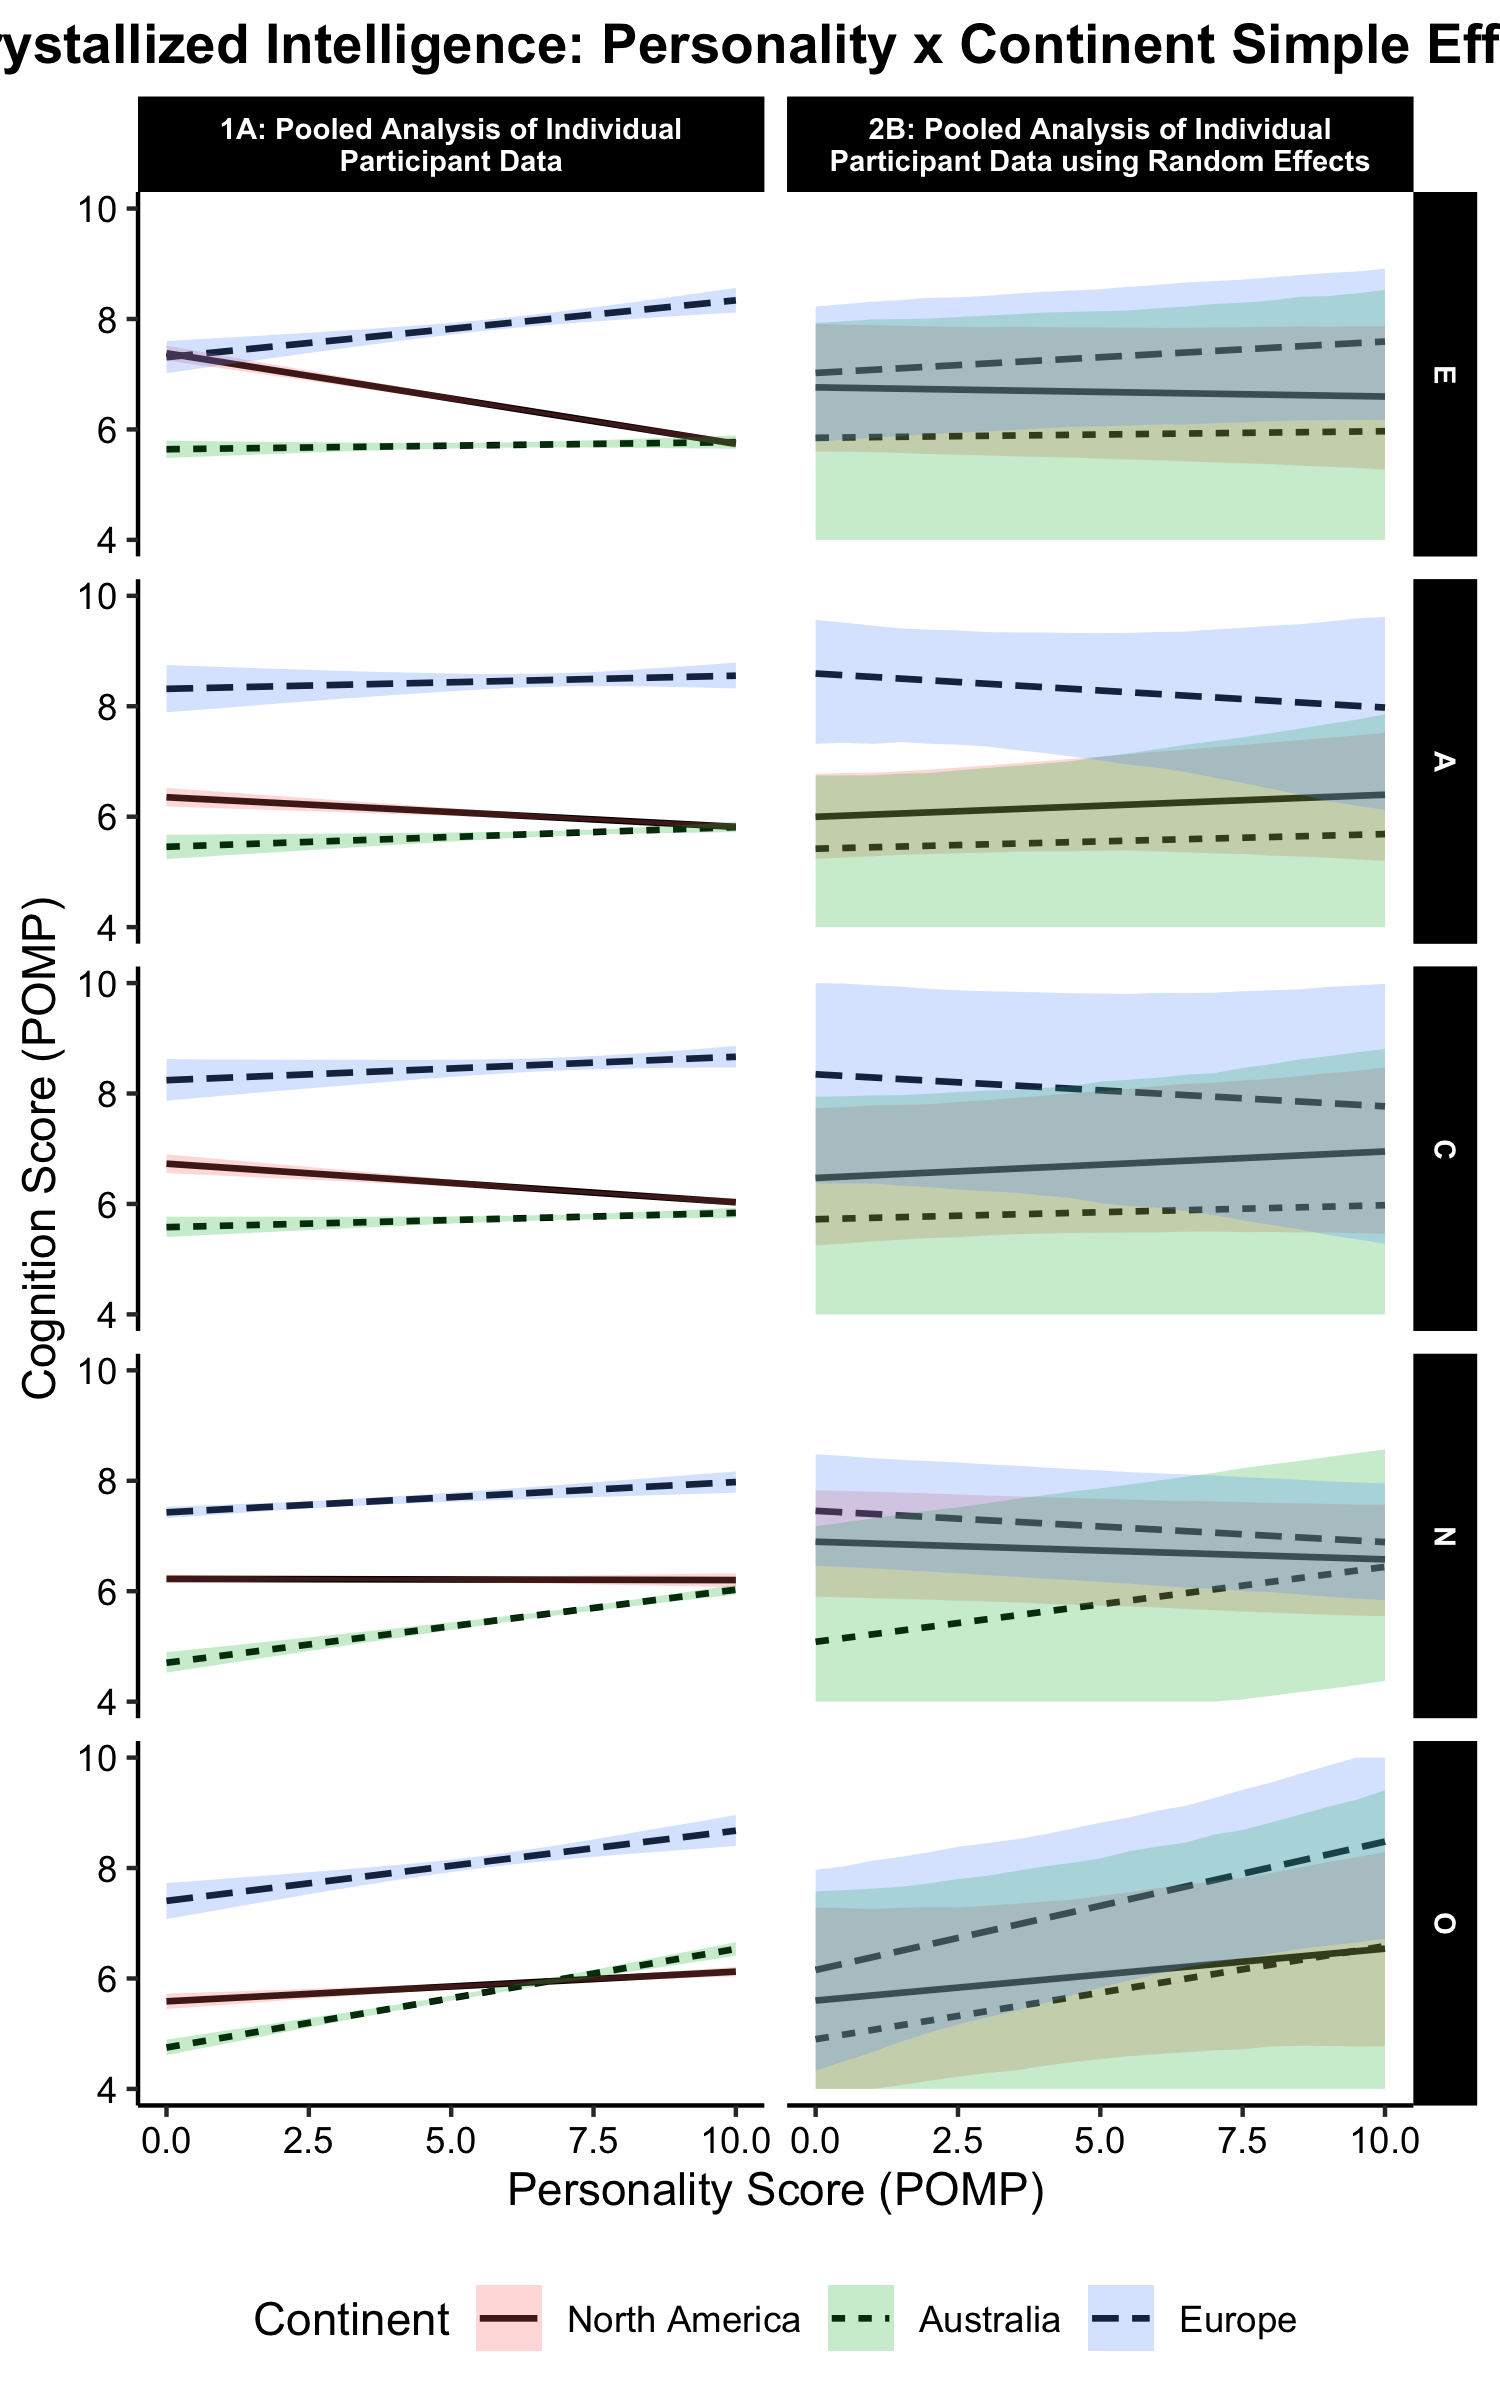 rystallized Intelligence: Personality x Continent Simple Eff
1A: Pooled Analysis of Individual
Participant Data
2B: Pooled Analysis of Individual
Participant Data using Random Effects
10
8
6
4
E
10
8
6
4
A
10
8
6
4
C
10
8
6
4
N
10
8
6
4
O
Cognition Score (POMP)
0.0 2.5 5.0 7.5 10.0 0.0 2.5 5.0 7.5 10.0
Personality Score (POMP)
Continent North America Australia Europe